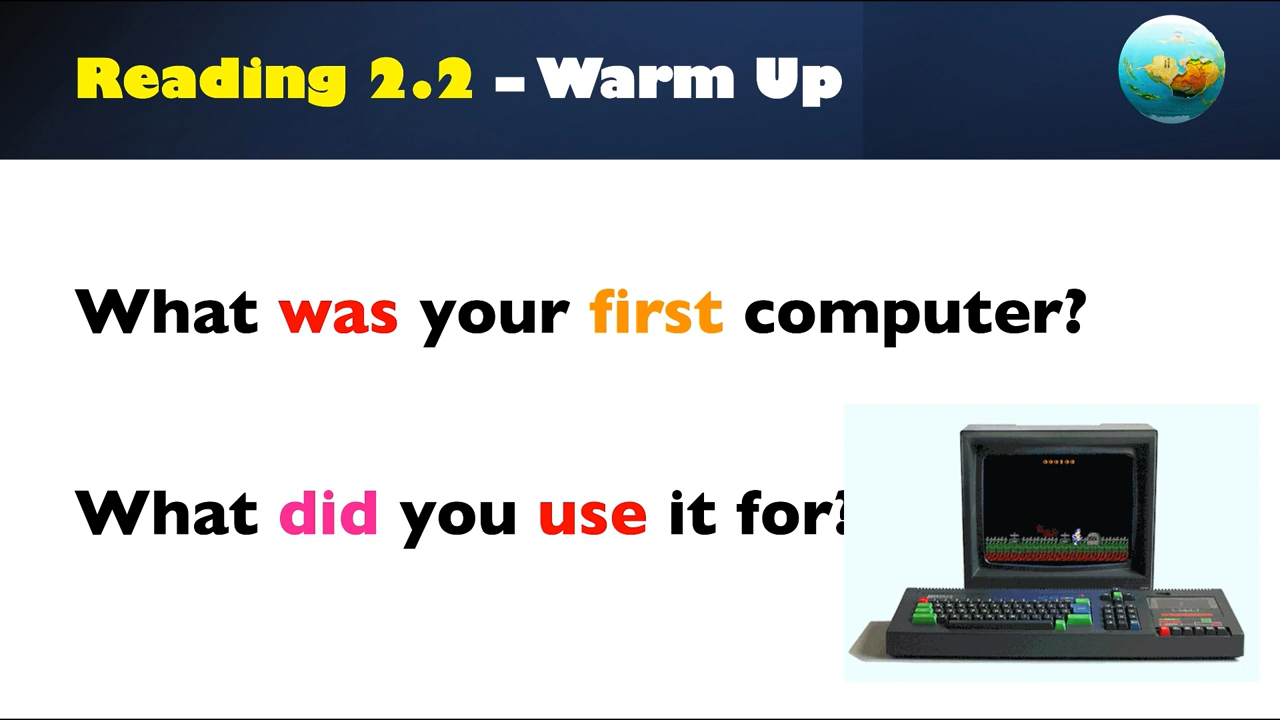 Reading 2.2 – Warm Up
What was your first computer?
What did you use it for?